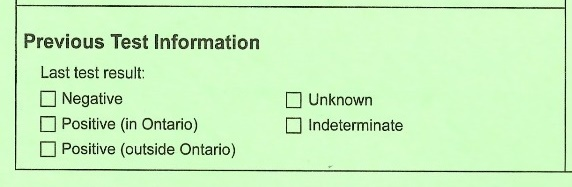 Previous Test Information
Last test result:
☐ Negative
☐ Unknown
☐ Positive (in Ontario)
☐ Indeterminate
☐ Positive (outside Ontario)